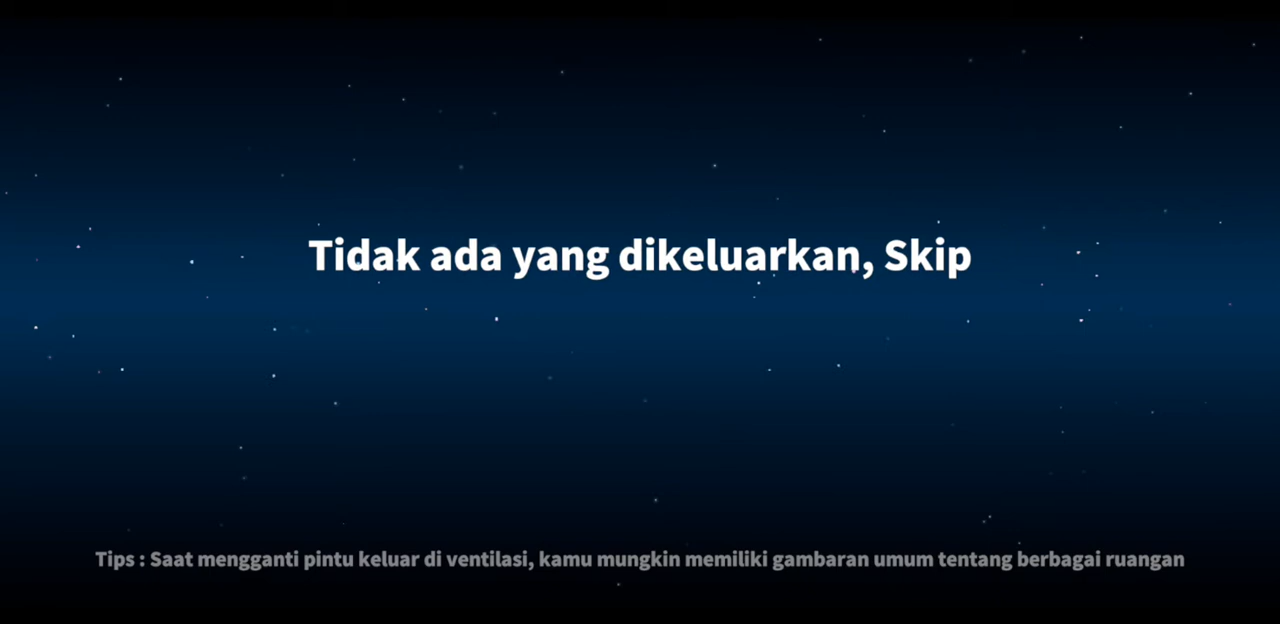 Tidak ada yang dikeluarkan, Skip
Tips : Saat mengganti pintu keluar di ventilasi, kamu mungkin memiliki gambaran umum tentang berbagai ruangan